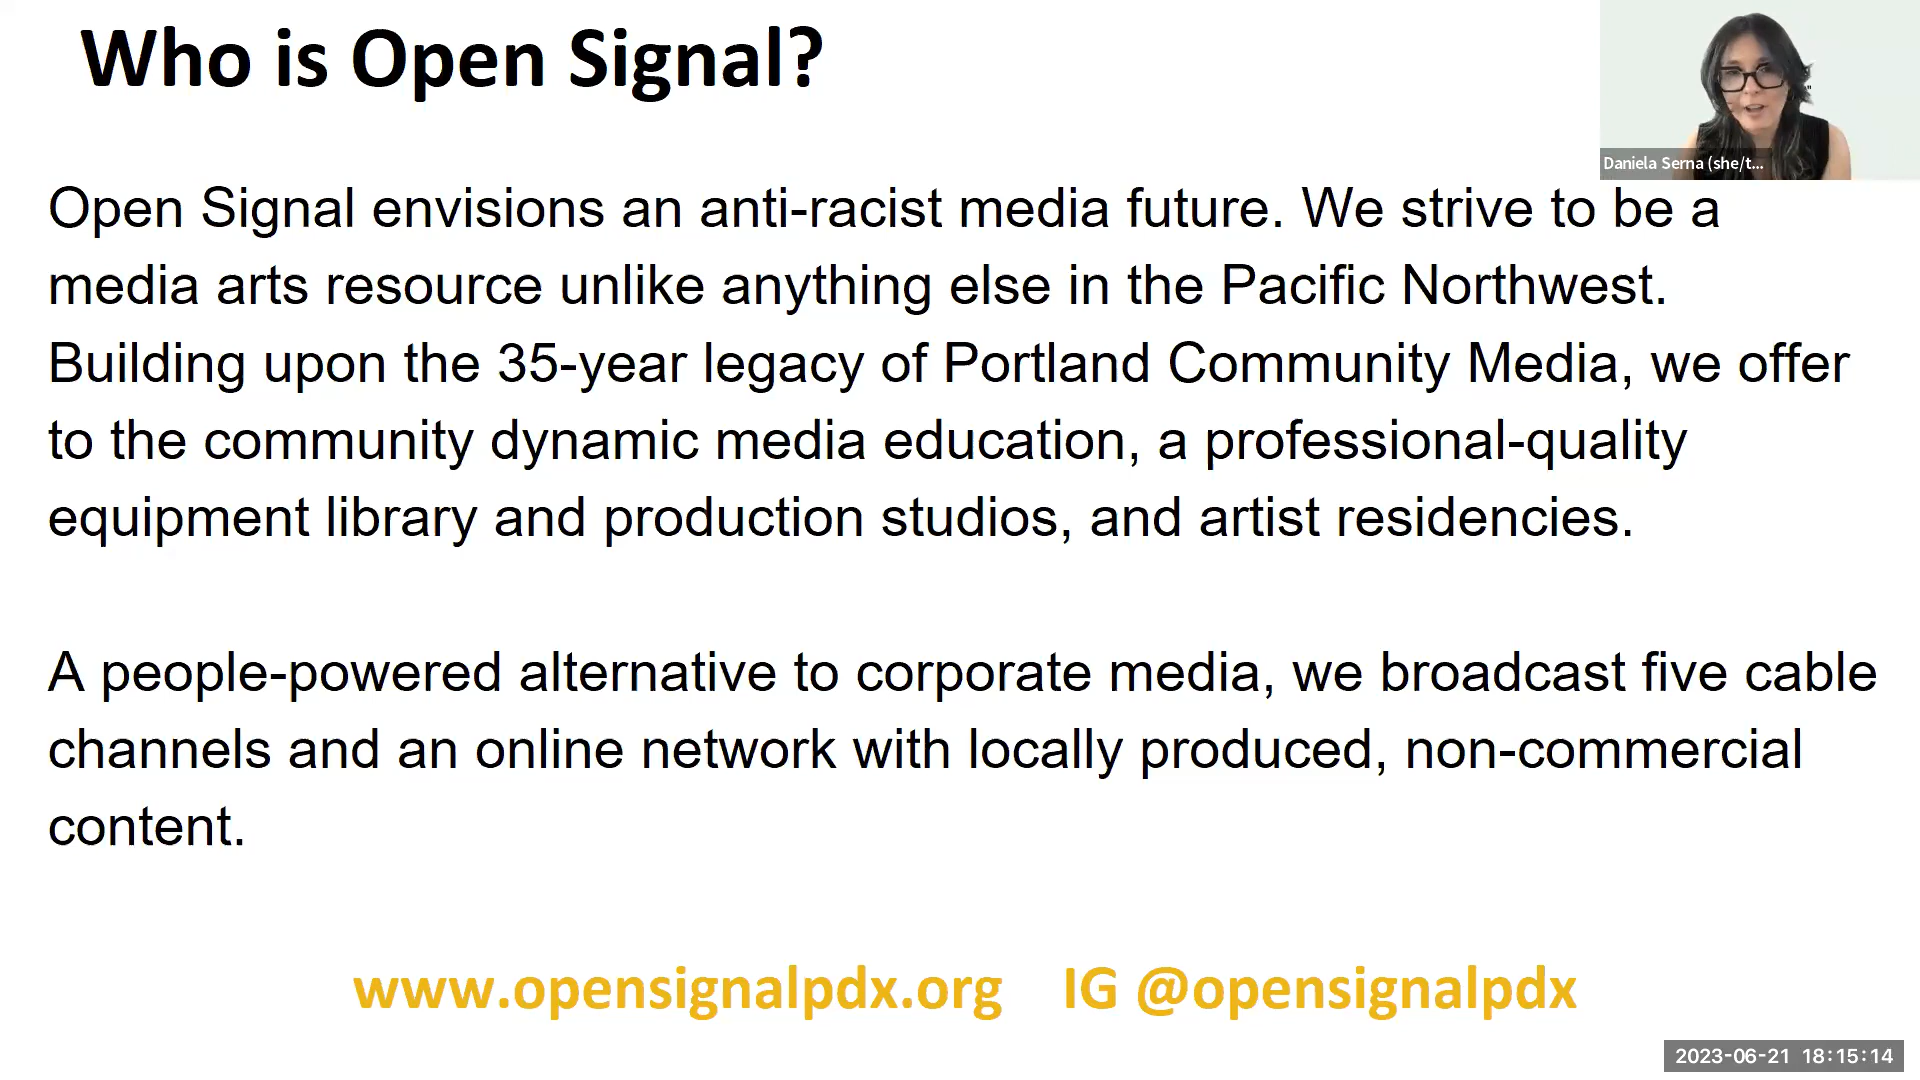 Who is Open Signal?
Daniela Serna (she/t...
Open Signal envisions an anti-racist media future. We strive to be a
media arts resource unlike anything else in the Pacific Northwest.
Building upon the 35-year legacy of Portland Community Media, we offer
to the community dynamic media education, a professional-quality
equipment library and production studios, and artist residencies.
A people-powered alternative to corporate media, we broadcast five cable
channels and an online network with locally produced, non-commercial
content.
www.opensignalpdx.org IG @opensignalpdx
2023-06-21 18:15:14